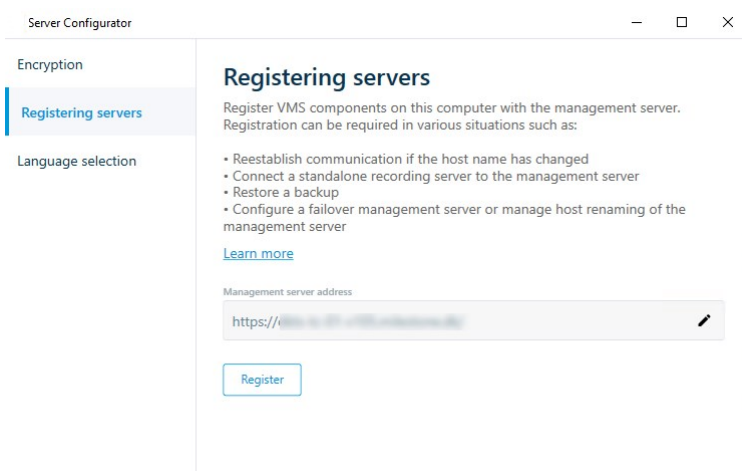 Server Configurator
Encryption
Registering servers
Language selection
Registering servers
Register VMS components on this computer with the management server.
Registration can be required in various situations such as:
• Reestablish communication if the host name has changed
• Connect a standalone recording server to the management server
• Restore a backup
• Configure a failover management server or manage host renaming of the
management server
Learn more
Management server address
https://
Register